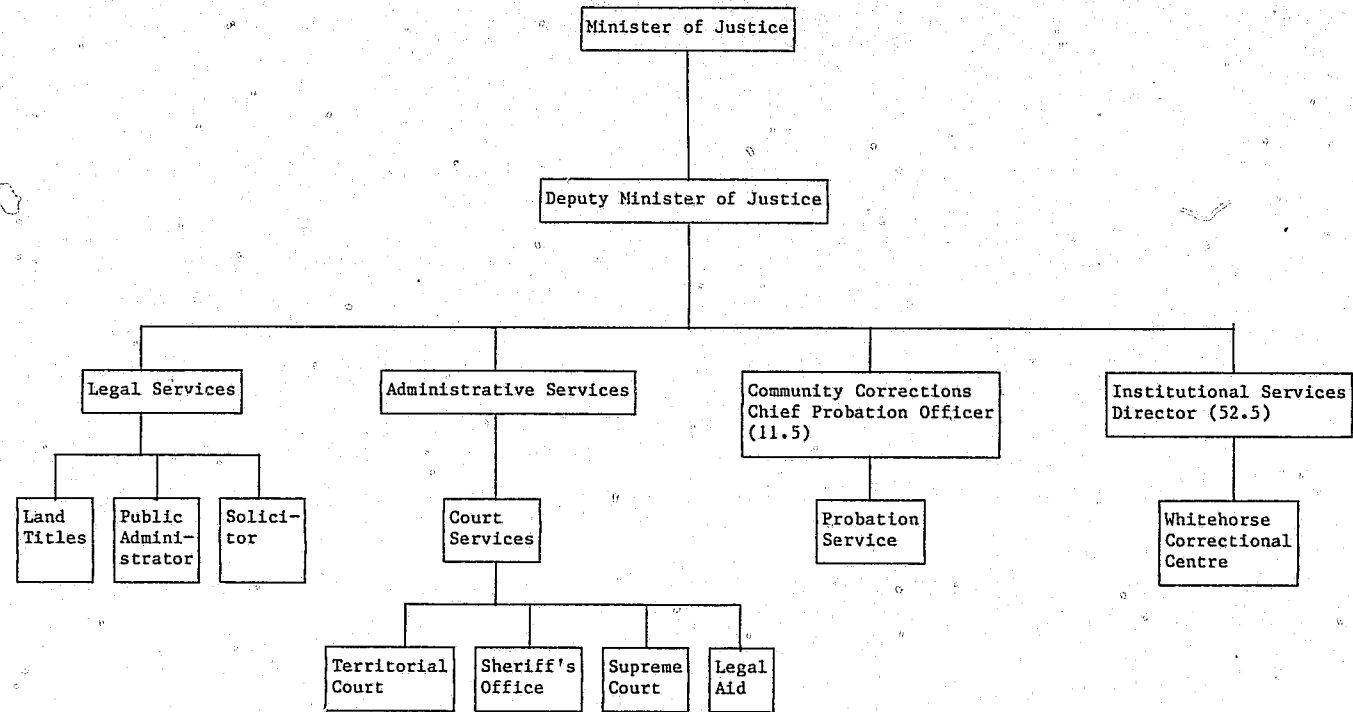 Minister of Justice
Deputy Minister of Justice
Legal Services
Administrative Services
Community Corrections
Chief Probation Officer
(11.5)
Institutional Services
Director (52.5)
Land
Titles
Public
Admini-
strator
Solici-
tor
Court
Services
Probation
Service
Whitehorse
Correctional
Centre
Territorial
Court
Sheriff's
Office
Supreme
Court
Legal
Aid